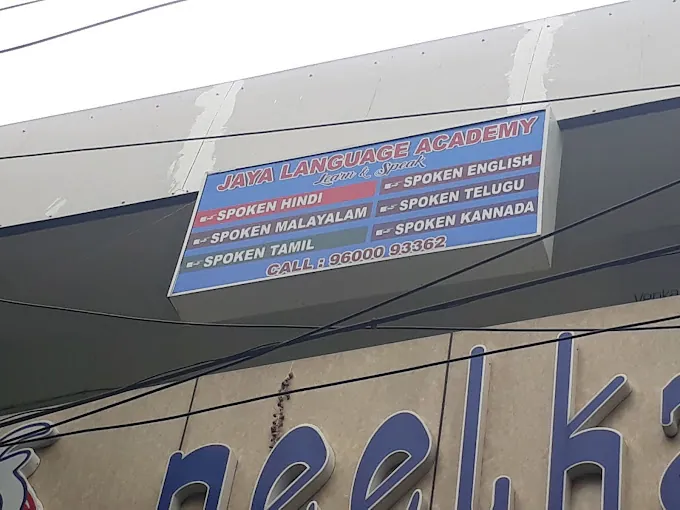 JAYA LANGUAGE ACADEMY
Learn & Speak
SPOKEN HINDI
SPOKEN MALAYALAM
SPOKEN TAMIL
SPOKEN ENGLISH
SPOKEN TELUGU
SPOKEN KANNADA
CALL : 96000 93362